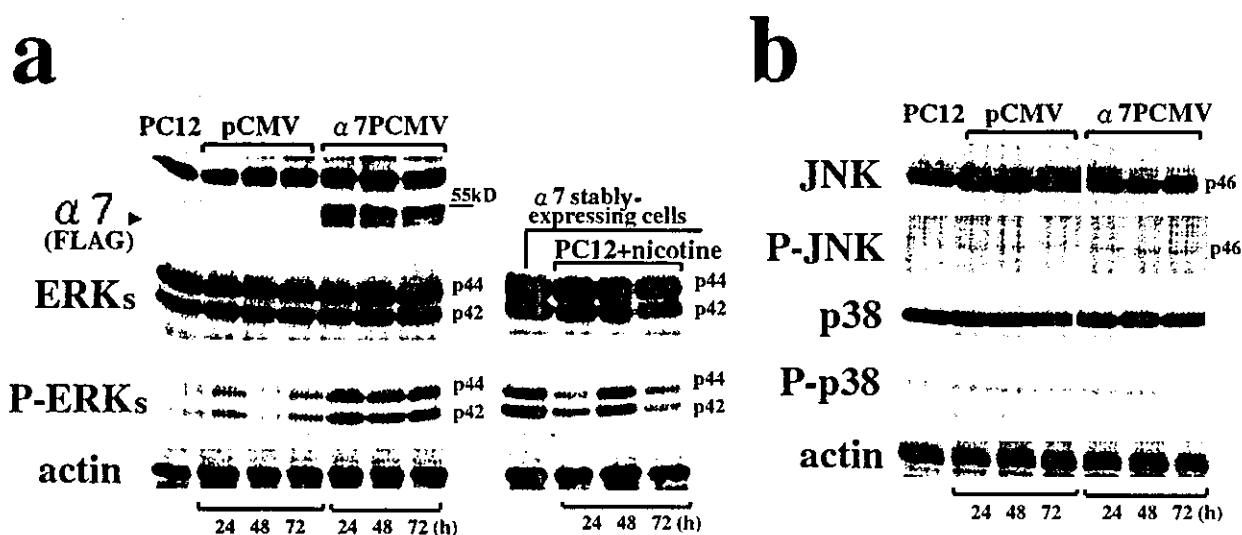 a
PC12 pCMV α7PCMV
α7
(FLAG)
55kD
α7 stably-
expressing cells
PC12+nicotine
ERKs
p44
p42
p44
p42
P-ERKs
p44
p42
p44
p42
actin
24 48 72 24 48 72 (h)
24 48 72 (h)
b
PC12 pCMV α7PCMV
JNK
p46
P-JNK
p46
p38
P-p38
actin
24 48 72 24 48 72 (h)